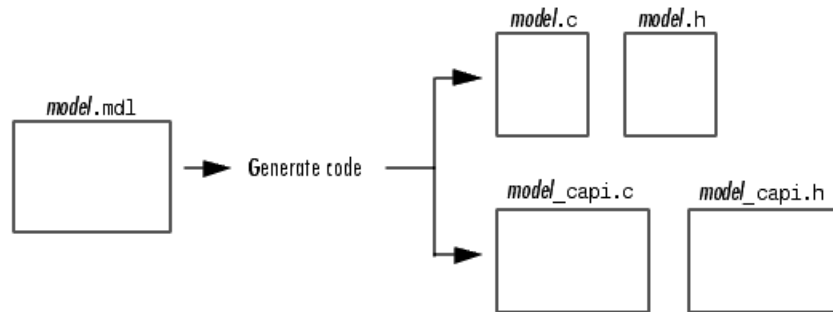 model.c
model.h
model.mdl
Generate code
model_capi.c
model_capi.h